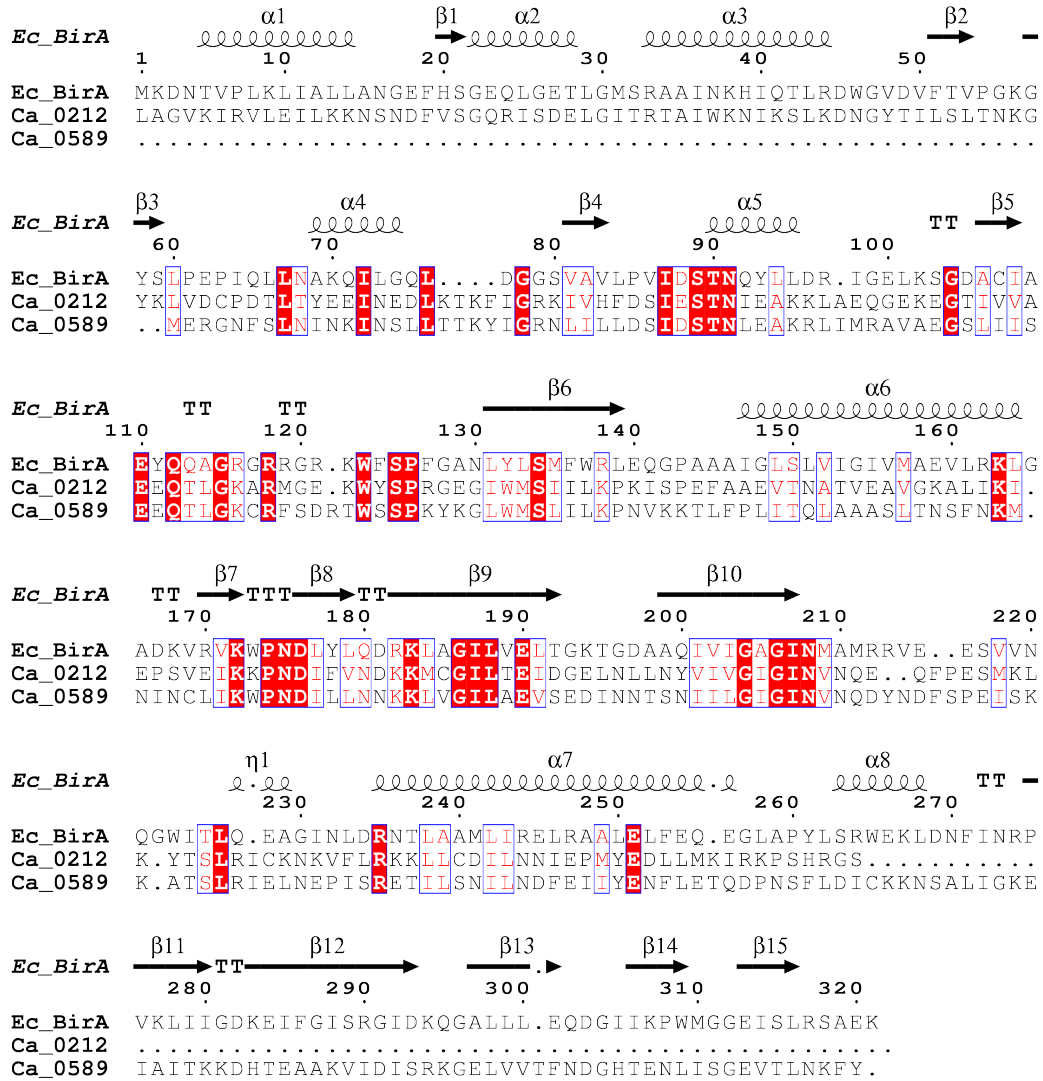 α1 β1 α2 α3 β2
Ec_BirA
1 10 20 30 40 50
Ec_BirA MKDNTVPLKLIALLANGEFHSGEQLGETLGMSRAAINKHIQTLRDWGVDVFTVPGKG
Ca_0212 LAGVKIRVLEILKKNSNDFVSGQRISDELGITRTAIWKNIKSLKDNGYTILSLTNKG
Ca_0589 .........................................................
β3 α4 β4 α5 β5
Ec_BirA TT
60 70 80 90 100
Ec_BirA YSLPEPIQLLNAKQILGQL....DGGSVAVLPVIDSTNQYLLDR.IGELKSGDACIA
Ca_0212 YKLVDCPDTLTYEEINEDLKTKFIGRKIVHFDSIESTNIEAKKLAEQGEKEGTIVVA
Ca_0589 ..MERGNFSLNINKINSLLTTKYIGRNLILLDSIDSTNLEAKRLIMRAVAEGSLIIS
β6 α6
Ec_BirA TT TT
110 120 130 140 150 160
Ec_BirA EYQQAGRGRRGR.KWFSPFGANLYLSMFWRLEQGPAAAIGLSLVIGIVMAEVLRKLG
Ca_0212 EEQTLGKARMGE.KWYSPRGEGIWMSIILKPKISPEFAAEVTNATVEAVGKALIKI.
Ca_0589 EEQTLGKCRFSDRTWSSPKYKGLWMSLILKPNVKKTLFPLITQLAAASLTNSFNKM.
β7 β8 β9 β10
Ec_BirA TT TTT TT
170 180 190 200 210 220
Ec_BirA ADKVRVKWPNDLYLQDRKLAGILVELTGKTGDAAQIVIGAGINMAMRRVE..ESVVN
Ca_0212 EPSVEIKKPNDIFVNDKKMCGILTEIDGELNLLNYVIVGIGINVNQE..QFPESMKL
Ca_0589 NINCLIKWPNDILLNNKKLVGILAEVSEDINTNSNIILGIGINVNQDYNDFSPEISK
η1 α7 α8
Ec_BirA TT
230 240 250 260 270
Ec_BirA QGWITLQ.EAGINLDRNTLAAMLIRELRAALELFEQ.EGLAPYLSRWEKLDNFINRP
Ca_0212 K.YTSLRICKNKVFLRKKLLCDILNNIEPMYEDLLMKIRKPSHRGS...........
Ca_0589 K.ATSLRIELNEPISRETILSNILNDFEIIYENFLETQDPNSFLDICKKNSALIGKE
β11 β12 β13 β14 β15
Ec_BirA TT .
280 290 300 310 320
Ec_BirA VKLIIGDKEIFGISRGIDKQGALLL.EQDGIIKPWMGGEISLRSAEK
Ca_0212 ................................................
Ca_0589 IAITKKDHTEAAKVIDISRKGELVVTFNDGHTENLISGEVTLNKFY.